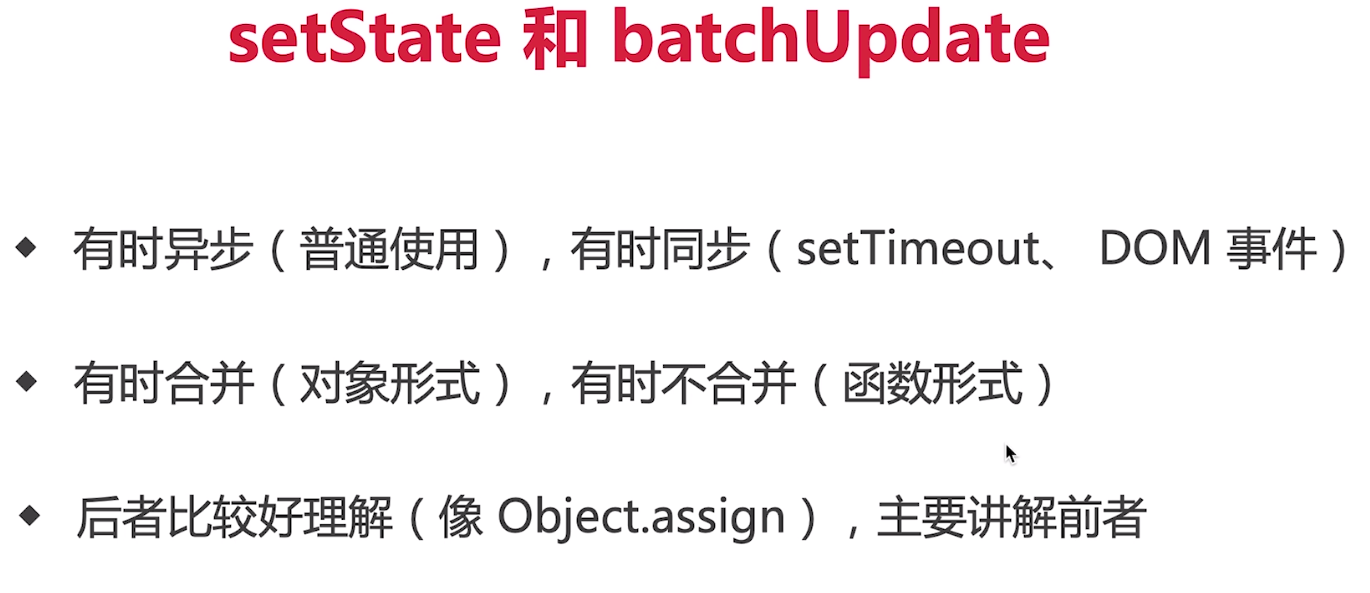 setState 和 batchUpdate
◆ 有时异步（普通使用），有时同步（setTimeout、 DOM 事件）
◆ 有时合并（对象形式），有时不合并（函数形式）
◆ 后者比较好理解（像 Object.assign），主要讲解前者